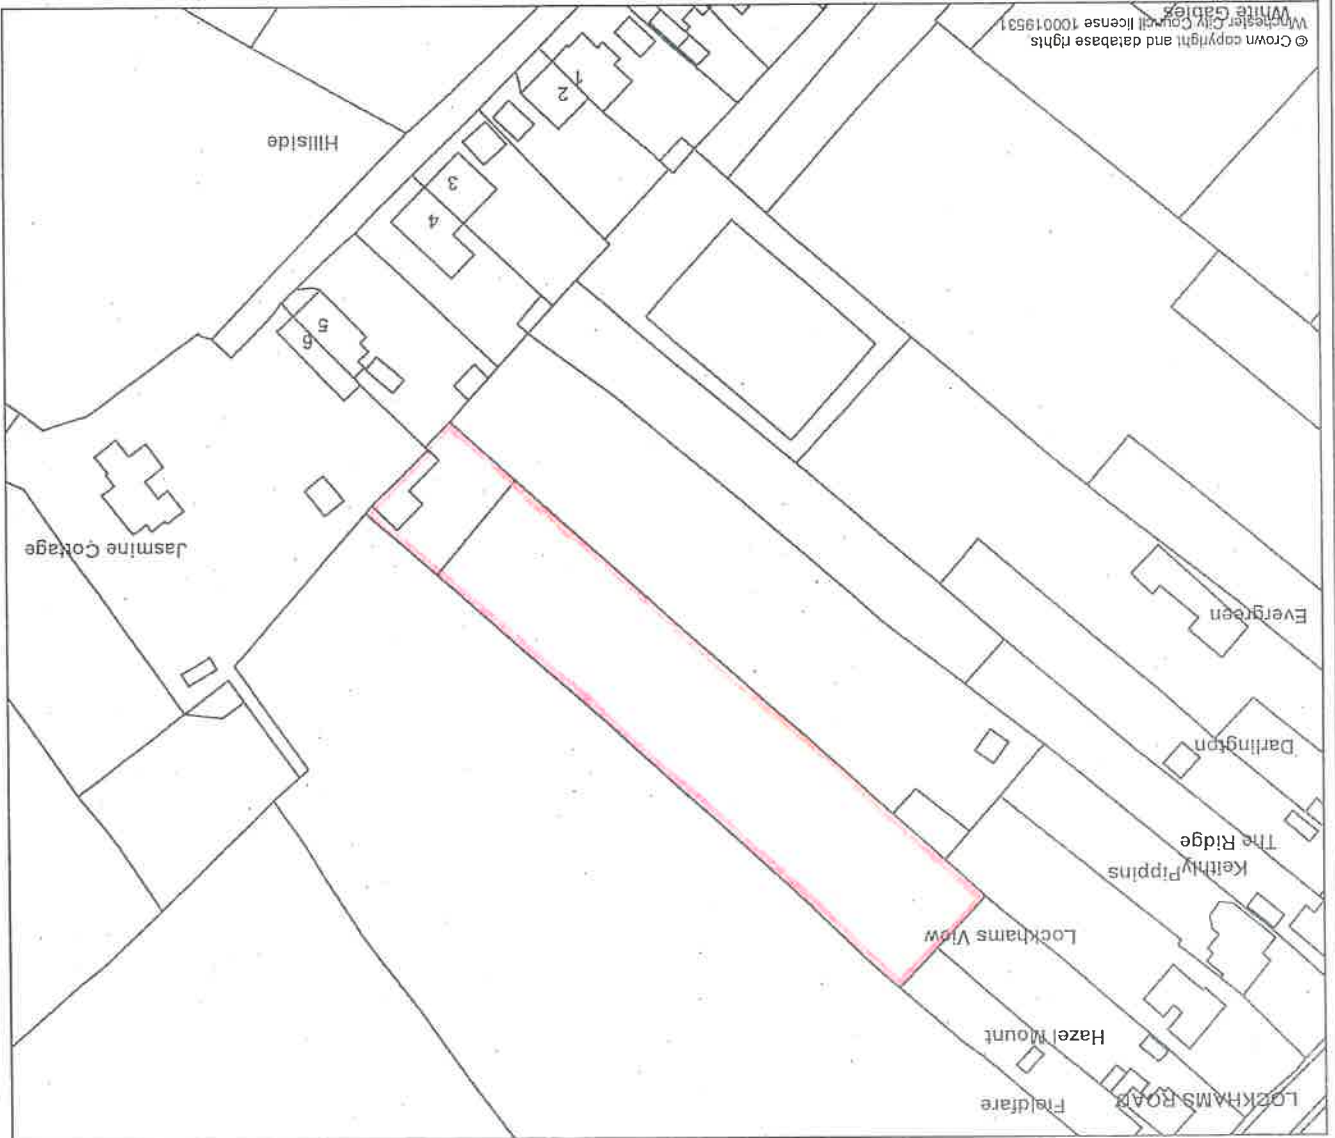 LOCKHAMS ROAD
Fieldfare
Hazel Mount
Lockhams View
Keithly Pippins
The Ridge
Darlington
Evergreen
Jasmine Cottage
5
6
4
3
Hillside
2
1
© Crown copyright and database rights
Winchester City Council license 100019531
White Gables